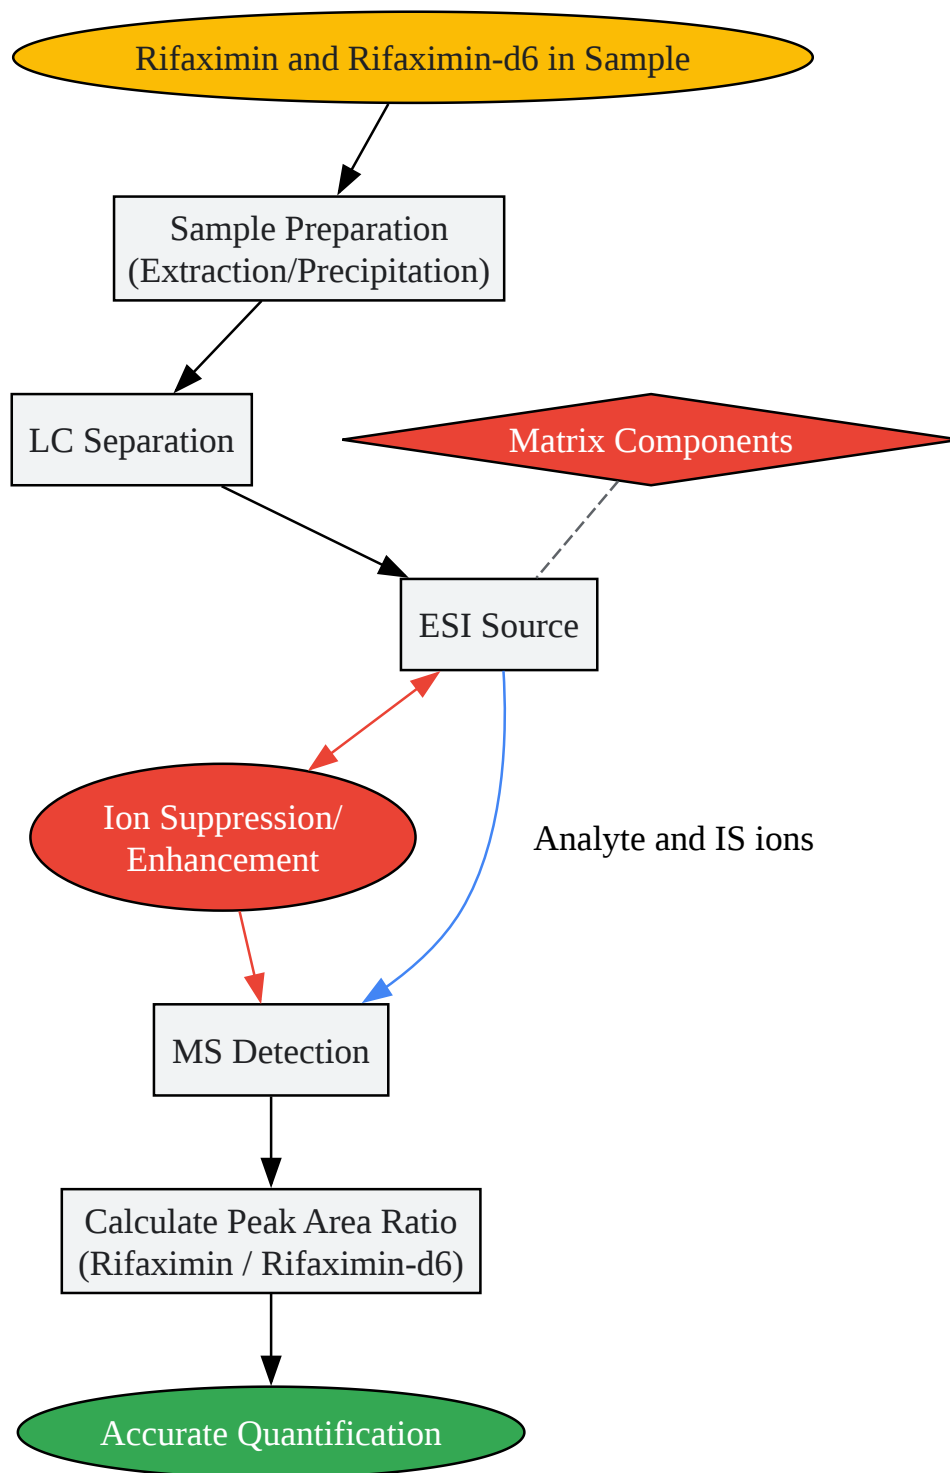 Rifaximin and Rifaximin-d6 in Sample
Sample Preparation
(Extraction/Precipitation)
LC Separation
Matrix Components
ESI Source
Ion Suppression/
Enhancement
Analyte and IS ions
MS Detection
Calculate Peak Area Ratio
(Rifaximin / Rifaximin-d6)
Accurate Quantification